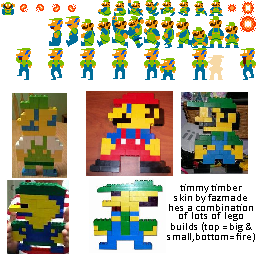 timmy timber
skin by fazmade
hes a combination
of lots of lego
builds (top = big &
small,bottom= fire)